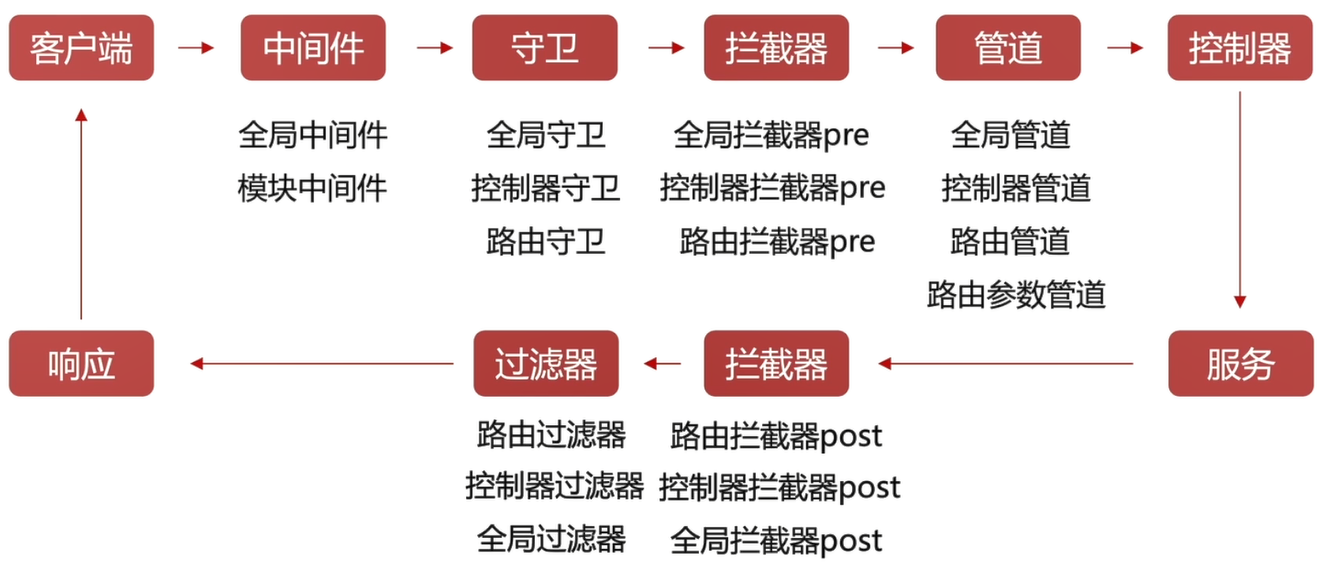 客户端
中间件
守卫
拦截器
管道
控制器
全局中间件
模块中间件
全局守卫
控制器守卫
路由守卫
全局拦截器pre
控制器拦截器pre
路由拦截器pre
全局管道
控制器管道
路由管道
路由参数管道
响应
过滤器
拦截器
服务
路由过滤器
控制器过滤器
全局过滤器
路由拦截器post
控制器拦截器post
全局拦截器post